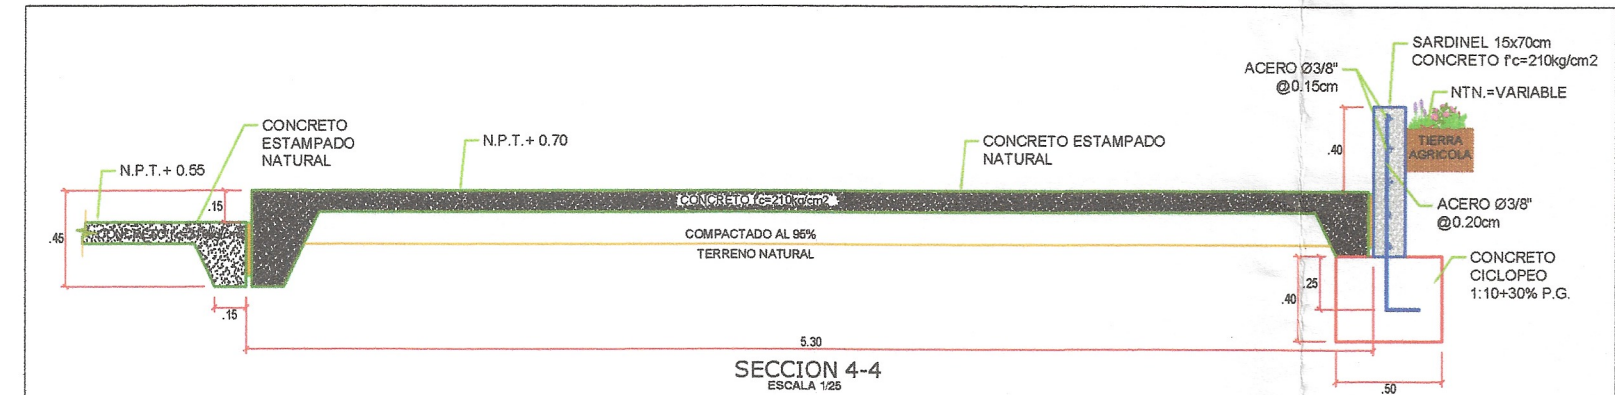 SARDINEL 15x70cm
CONCRETO f'c=210kg/cm2
ACERO Ø3/8"
@0.15cm
NTN.=VARIABLE
CONCRETO
ESTAMPADO
NATURAL
N.P.T.+ 0.70
CONCRETO ESTAMPADO
NATURAL
TIERRA
AGRICOLA
.40
N.P.T.+ 0.55
.15
CONCRETO f'c=210kg/cm2
ACERO Ø3/8"
@0.20cm
.45
COMPACTADO AL 95%
TERRENO NATURAL
CONCRETO
CICLOPEO
1:10+30% P.G.
.25
.40
.15
5.30
SECCION 4-4
ESCALA 1/25
.50